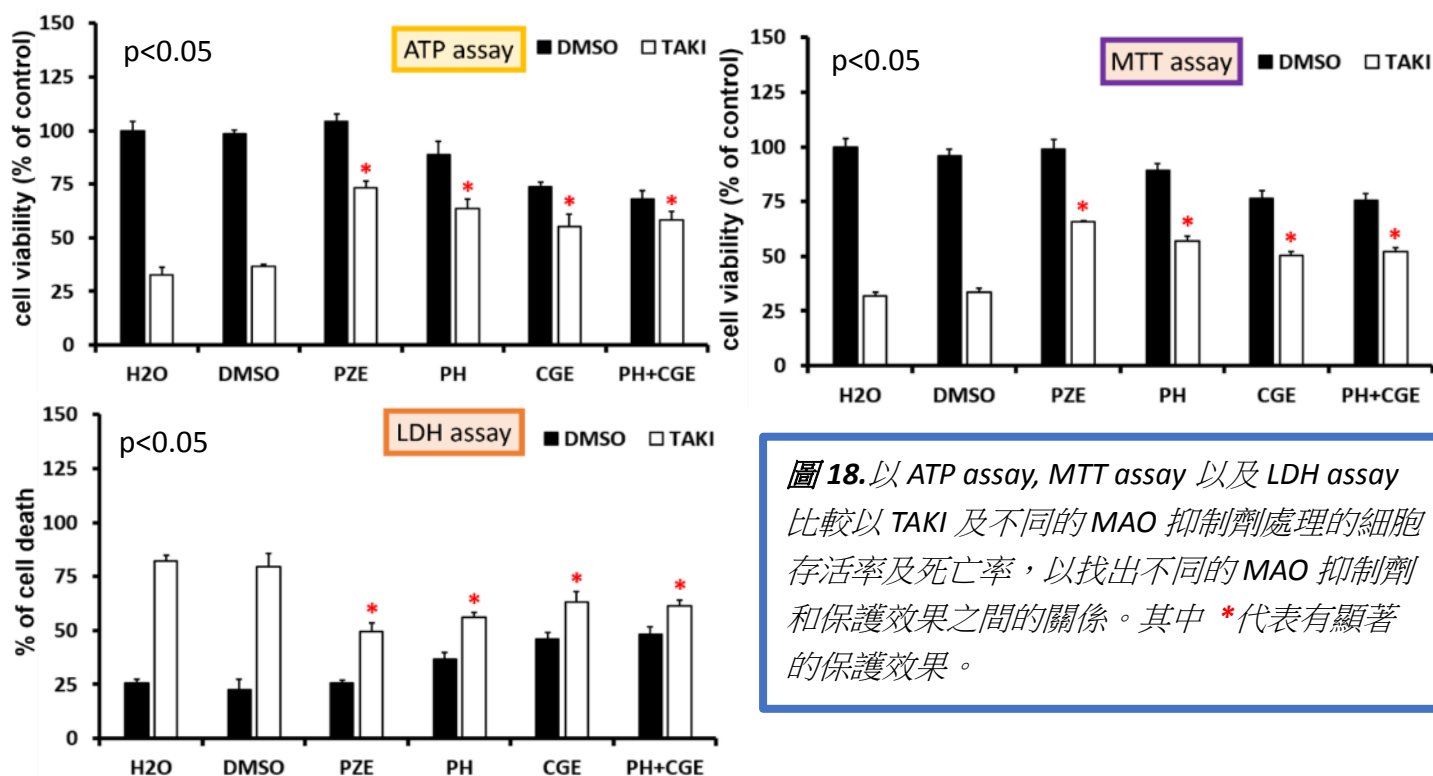 cell viability (% of control)
150
125
100
75
50
25
0
p<0.05
ATP assay
DMSO TAKI
* * * *
H2O DMSO PZE PH CGE PH+CGE
cell viability (% of control)
150
125
100
75
50
25
0
p<0.05
MTT assay
DMSO TAKI
* * * *
H2O DMSO PZE PH CGE PH+CGE
% of cell death
150
125
100
75
50
25
0
p<0.05
LDH assay
DMSO TAKI
* * * *
H2O DMSO PZE PH CGE PH+CGE
圖 18.以 ATP assay, MTT assay 以及 LDH assay
比較以 TAKI 及不同的 MAO 抑制劑處理的細胞
存活率及死亡率，以找出不同的 MAO 抑制劑
和保護效果之間的關係。其中 *代表有顯著
的保護效果。